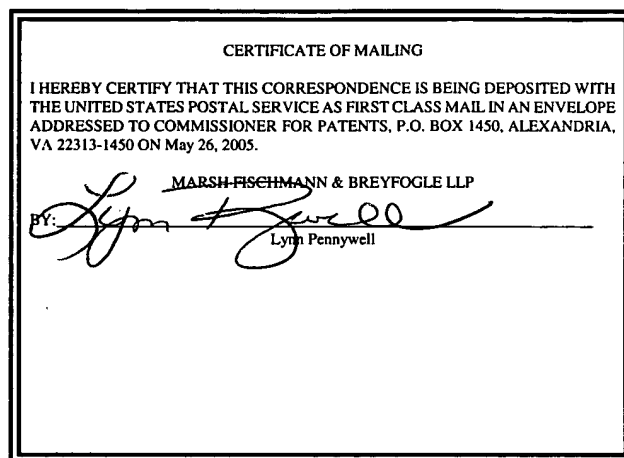 CERTIFICATE OF MAILING
I HEREBY CERTIFY THAT THIS CORRESPONDENCE IS BEING DEPOSITED WITH
THE UNITED STATES POSTAL SERVICE AS FIRST CLASS MAIL IN AN ENVELOPE
ADDRESSED TO COMMISSIONER FOR PATENTS, P.O. BOX 1450, ALEXANDRIA,
VA 22313-1450 ON May 26, 2005.
MARSH FISCHMANN & BREYFOGLE LLP
BY:
Lynn Pennywell